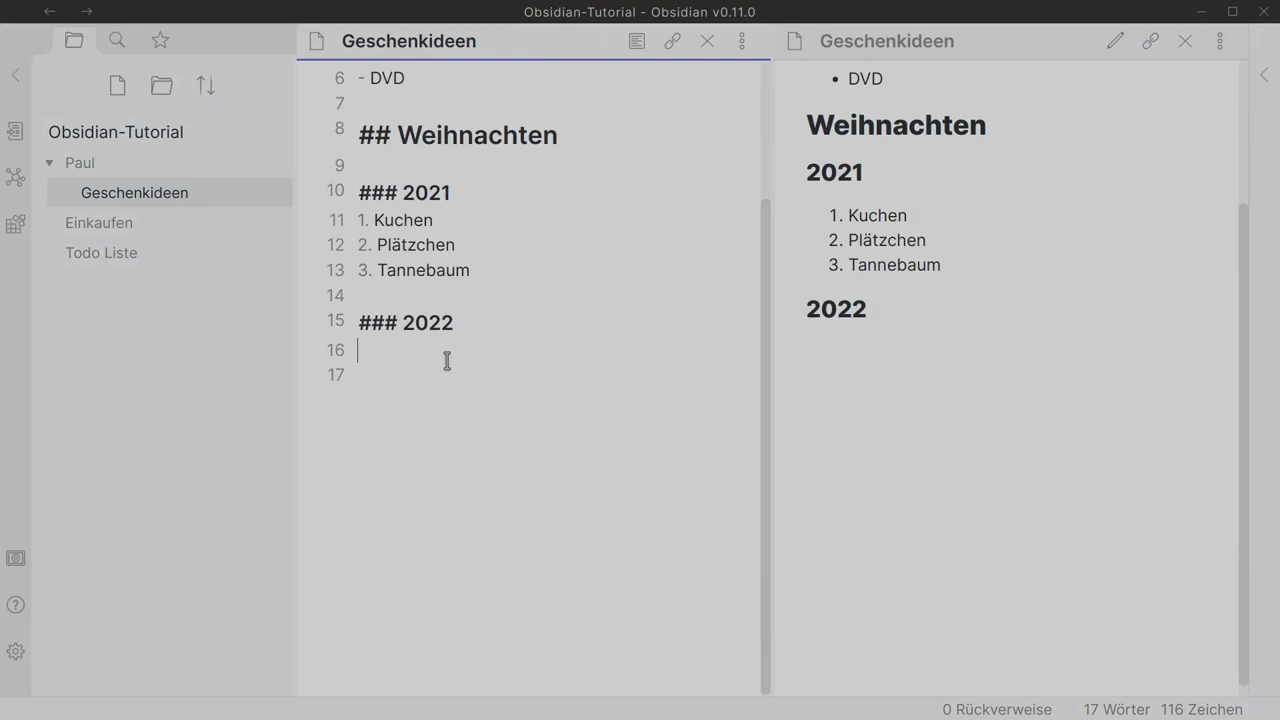 Obsidian-Tutorial - Obsidian v0.11.0
Obsidian-Tutorial
Paul
Geschenkideen
Einkaufen
Todo Liste
Geschenkideen
6 - DVD
7
8 ## Weihnachten
9
10 ### 2021
11 1. Kuchen
12 2. Plätzchen
13 3. Tannebaum
14
15 ### 2022
16
17
Geschenkideen
• DVD
Weihnachten
2021
1. Kuchen
2. Plätzchen
3. Tannebaum
2022
0 Rückverweise 17 Wörter 116 Zeichen